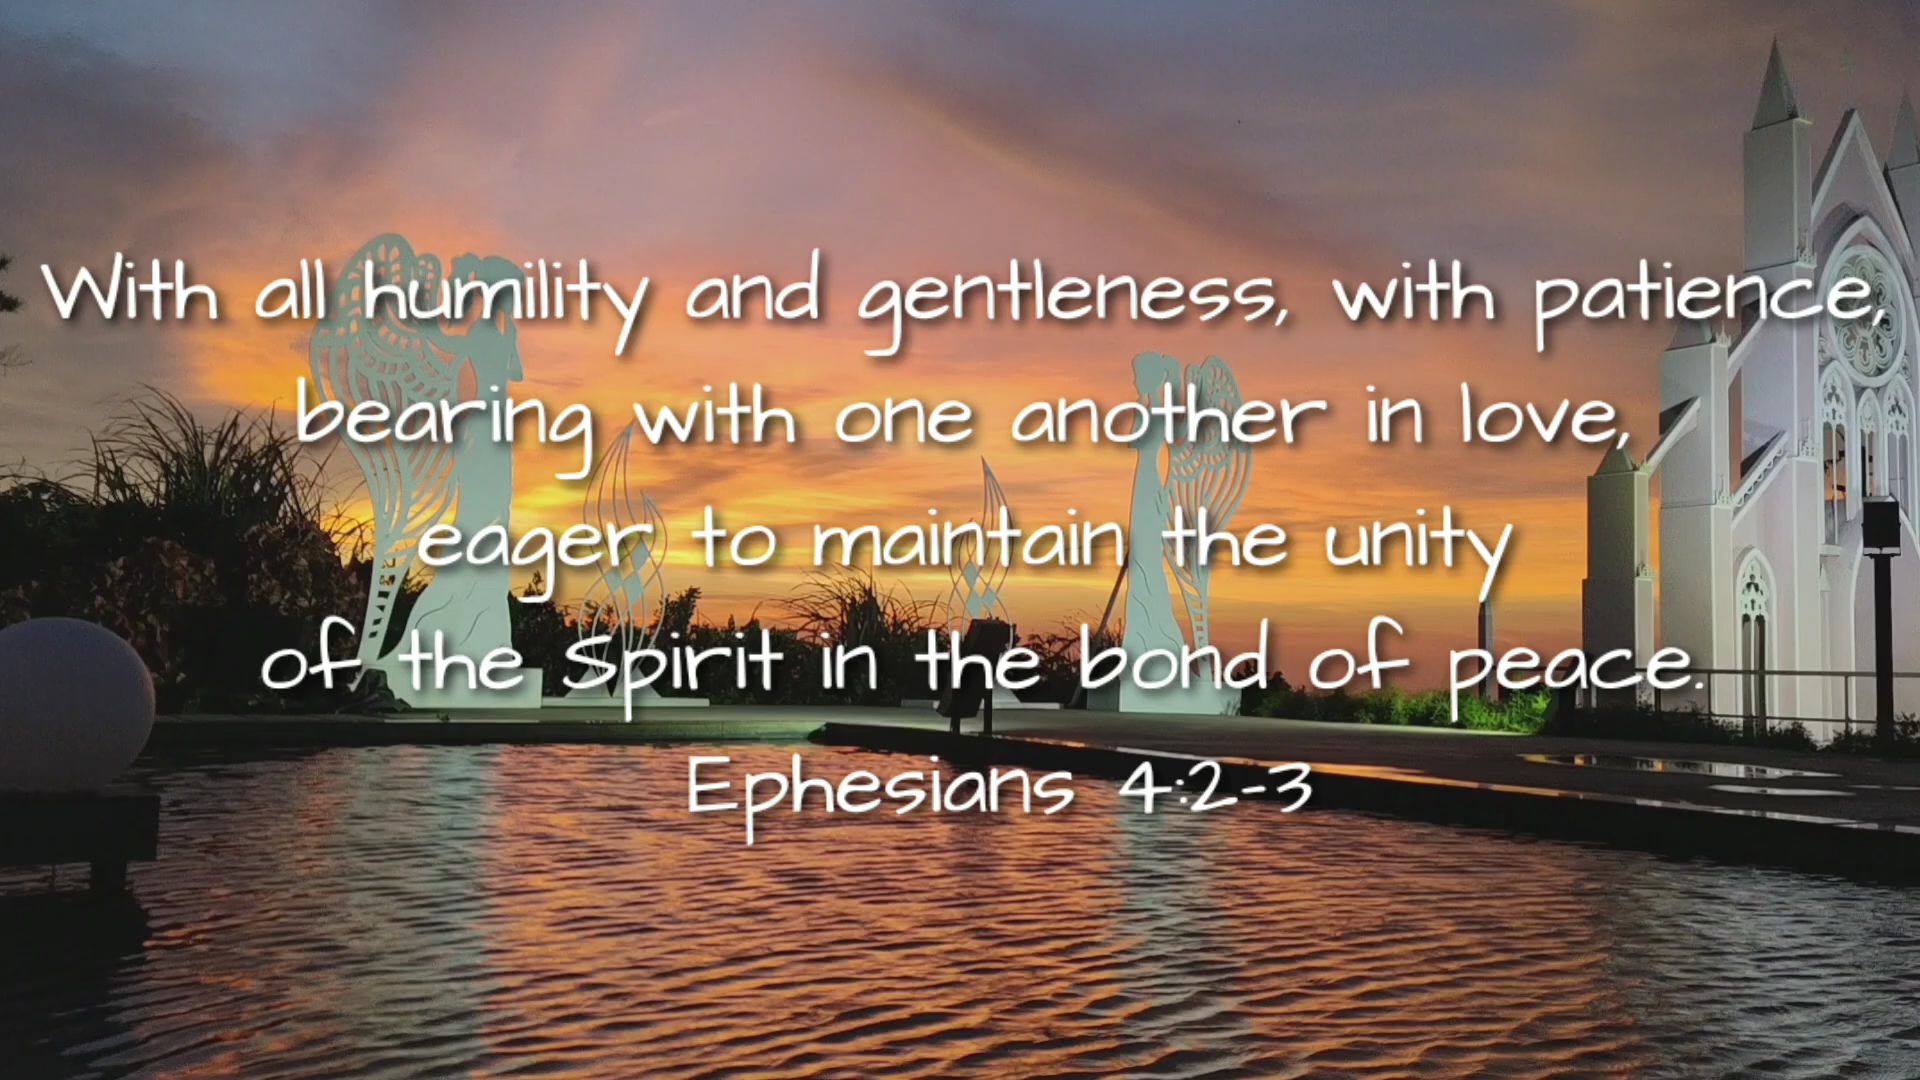 With all humility and gentleness, with patience,
bearing with one another in love,
eager to maintain the unity
of the Spirit in the bond of peace.
Ephesians 4:2-3